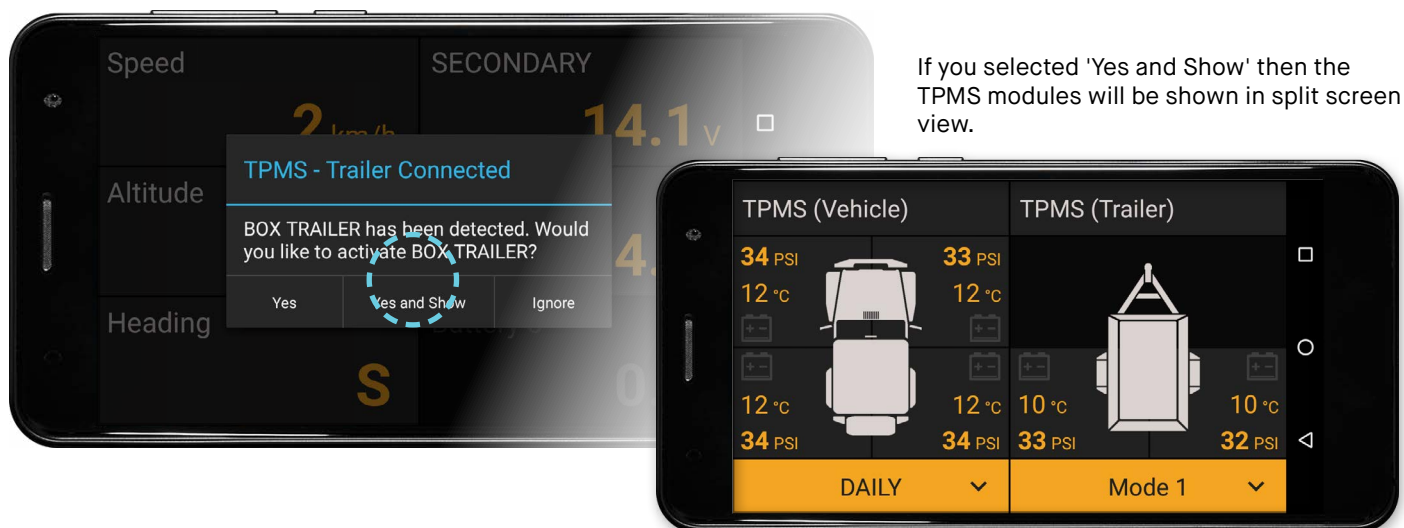 Speed
SECONDARY
2 km/h
14.1 V
TPMS - Trailer Connected
Altitude
BOX TRAILER has been detected. Would
you like to activate BOX TRAILER?
4.
Yes
Yes and Show
Ignore
Heading
S
0.
If you selected 'Yes and Show' then the
TPMS modules will be shown in split screen
view.
TPMS (Vehicle)
TPMS (Trailer)
34 PSI
33 PSI
12 °C
12 °C
12 °C
12 °C
10 °C
10 °C
34 PSI
34 PSI
33 PSI
32 PSI
DAILY
Mode 1